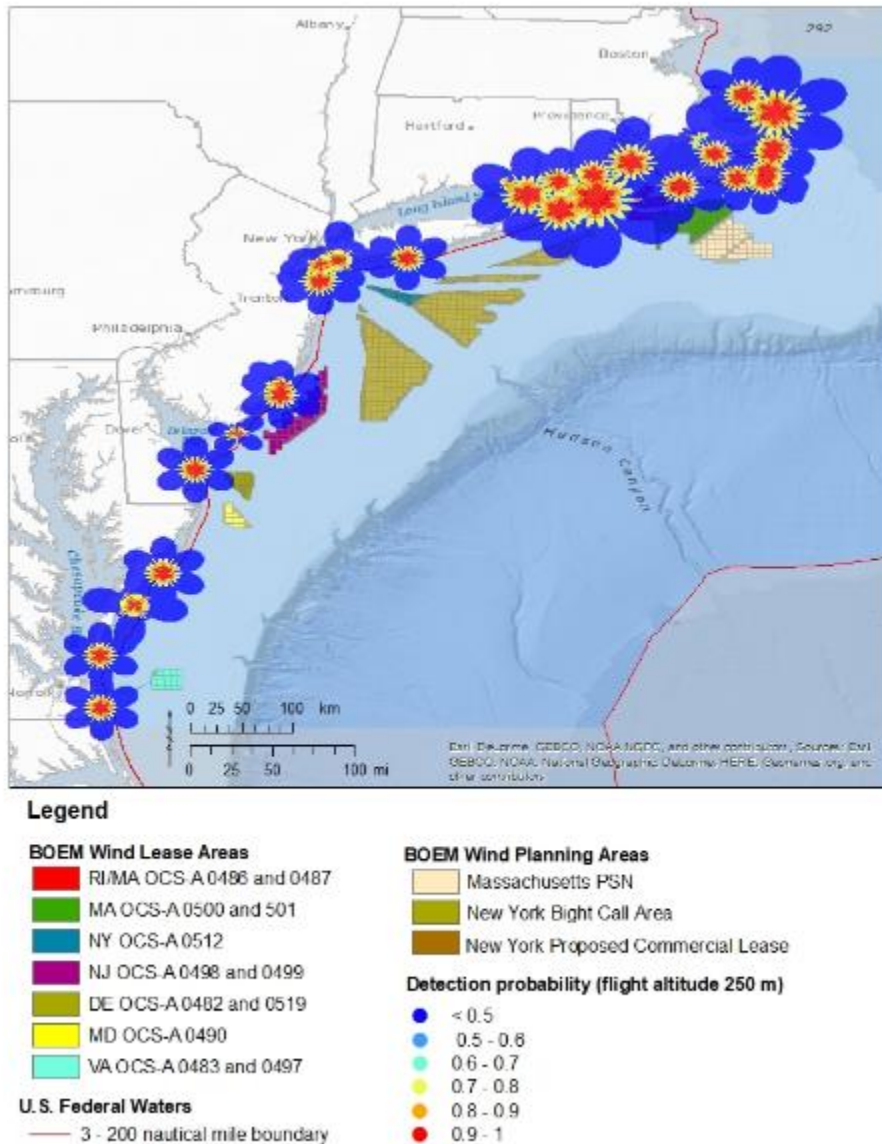 Albany
292
Boston
Providence
Hartford
Long Island
New York
Trenton
Philadelphia
Dover
Hudson Canyon
0 25 50 100 km
0 25 50 100 mi
Legend
BOEM Wind Lease Areas
RI/MA OCS-A 0486 and 0487
MA OCS-A 0500 and 501
NY OCS-A 0512
NJ OCS-A 0498 and 0499
DE OCS-A 0482 and 0519
MD OCS-A 0490
VA OCS-A 0483 and 0497
U.S. Federal Waters
3 - 200 nautical mile boundary
BOEM Wind Planning Areas
Massachusetts PSN
New York Bight Call Area
New York Proposed Commercial Lease
Detection probability (flight altitude 250 m)
< 0.5
0.5 - 0.6
0.6 - 0.7
0.7 - 0.8
0.8 - 0.9
0.9 - 1